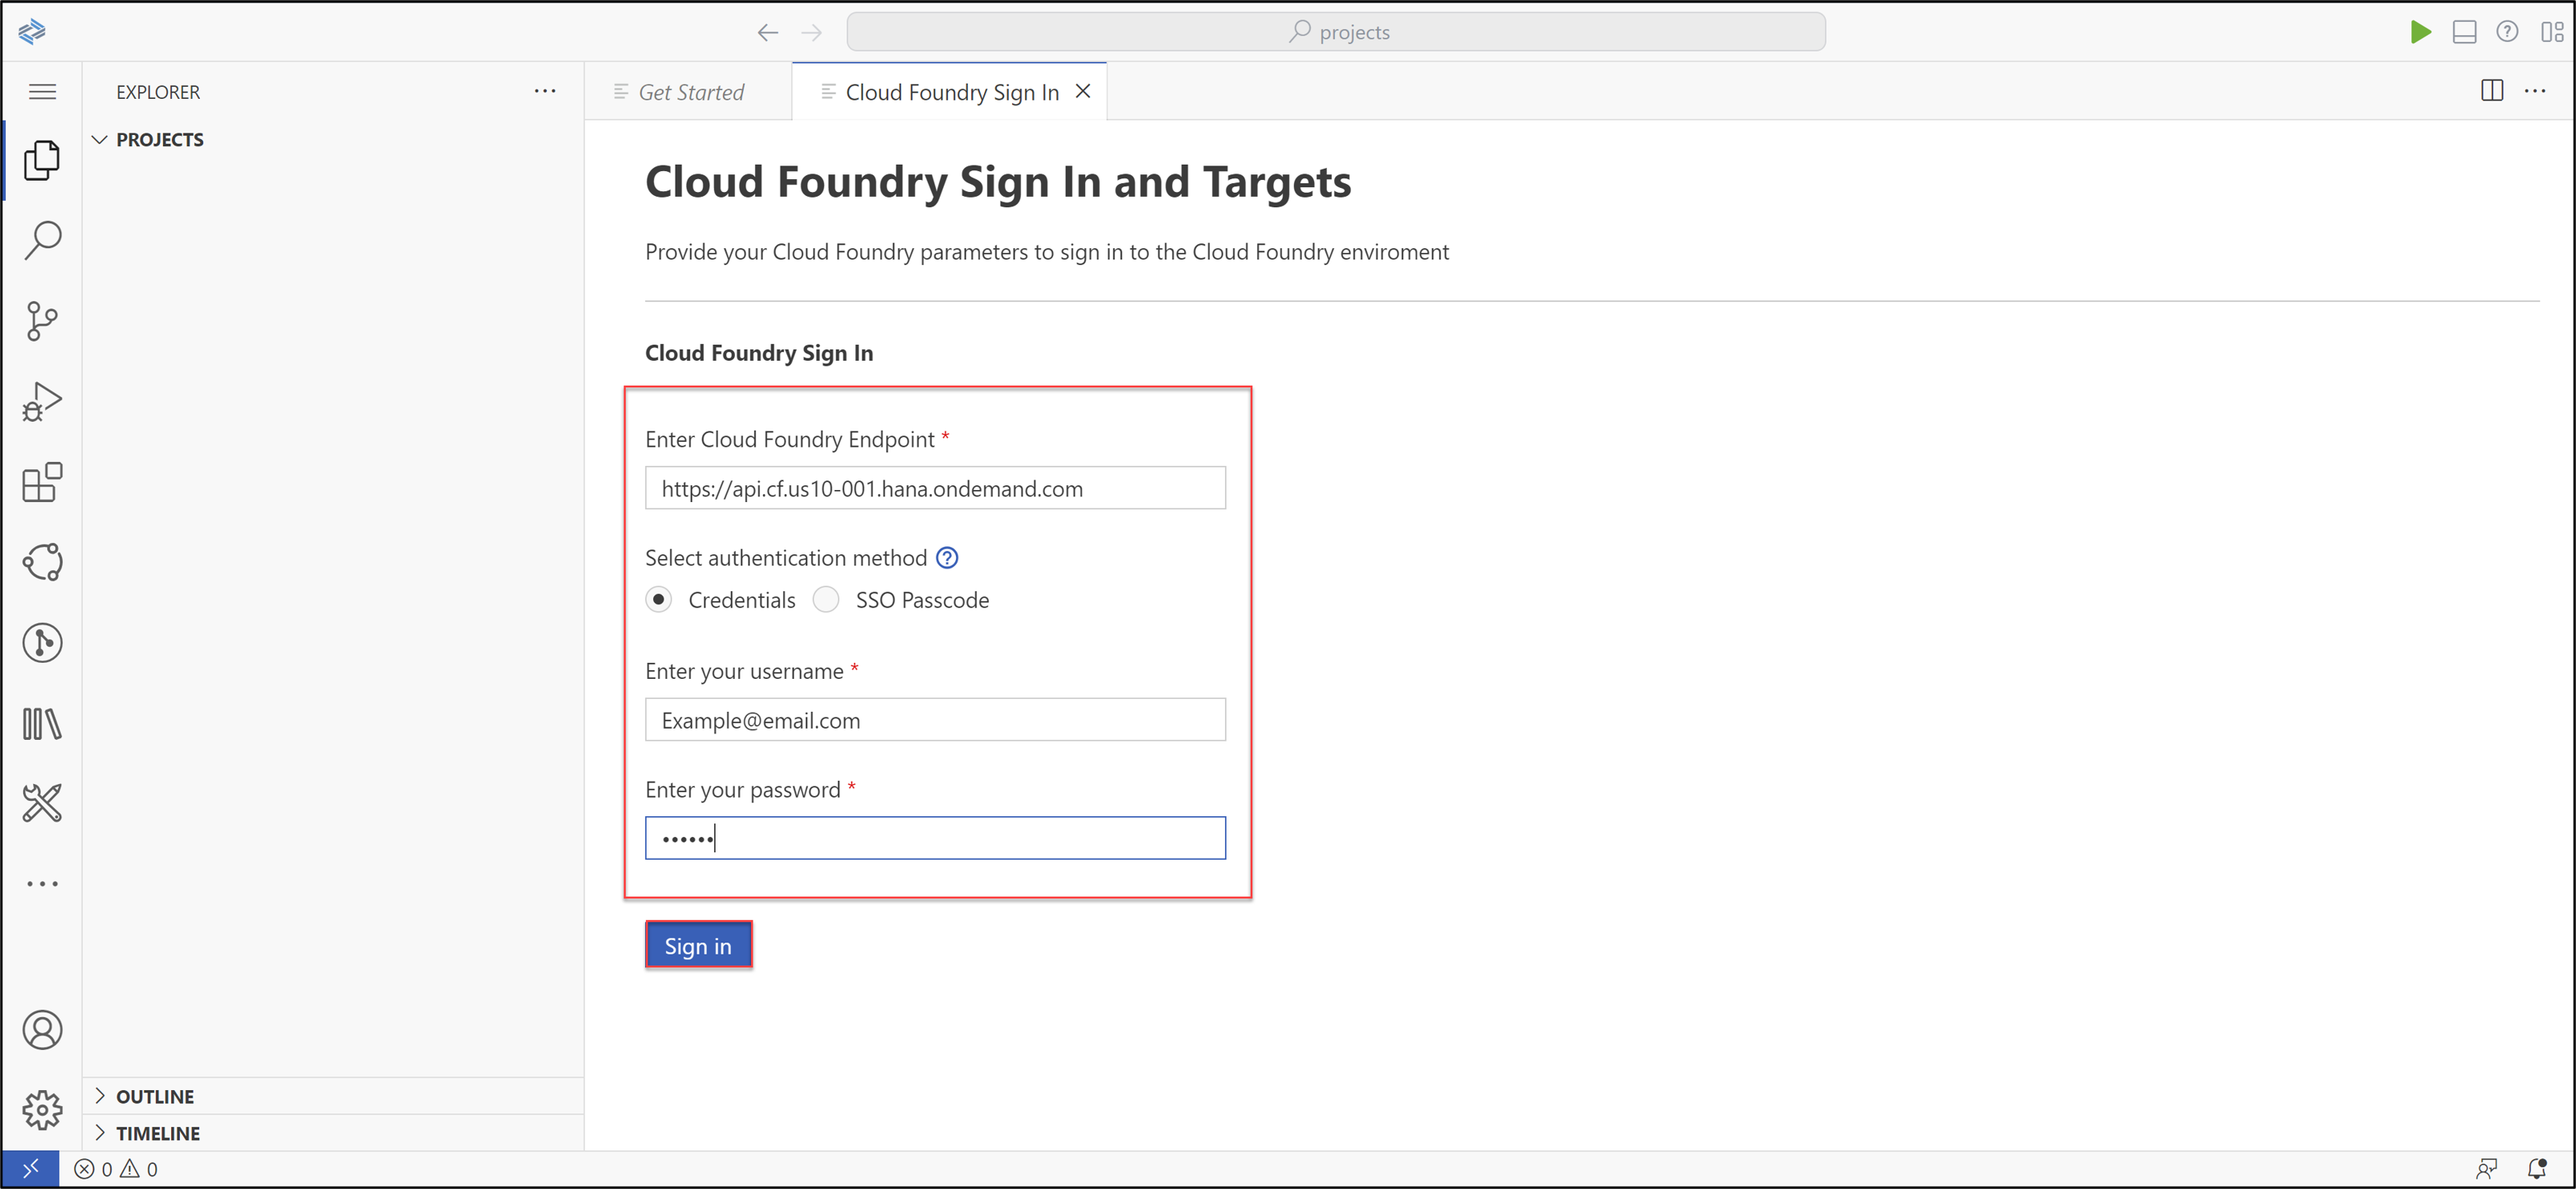 projects
EXPLORER
PROJECTS
Get Started
Cloud Foundry Sign In
Cloud Foundry Sign In and Targets
Provide your Cloud Foundry parameters to sign in to the Cloud Foundry enviroment
Cloud Foundry Sign In
Enter Cloud Foundry Endpoint *
https://api.cf.us10-001.hana.ondemand.com
Select authentication method ?
Credentials SSO Passcode
Enter your username *
Example@email.com
Enter your password *
••••••
Sign in
OUTLINE
TIMELINE
0 0